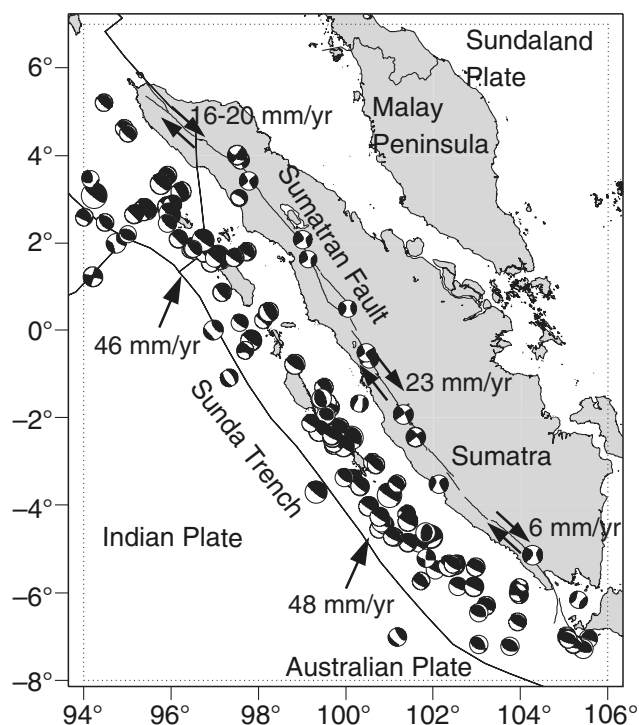 Sundaland
Plate
6°
16-20 mm/yr
Malay
Peninsula
4°
Sumatran Fault
2°
0°
46 mm/yr
23 mm/yr
Sunda Trench
−2°
Sumatra
−4°
Indian Plate
6 mm/yr
−6°
48 mm/yr
Australian Plate
−8°
94° 96° 98° 100° 102° 104° 106°